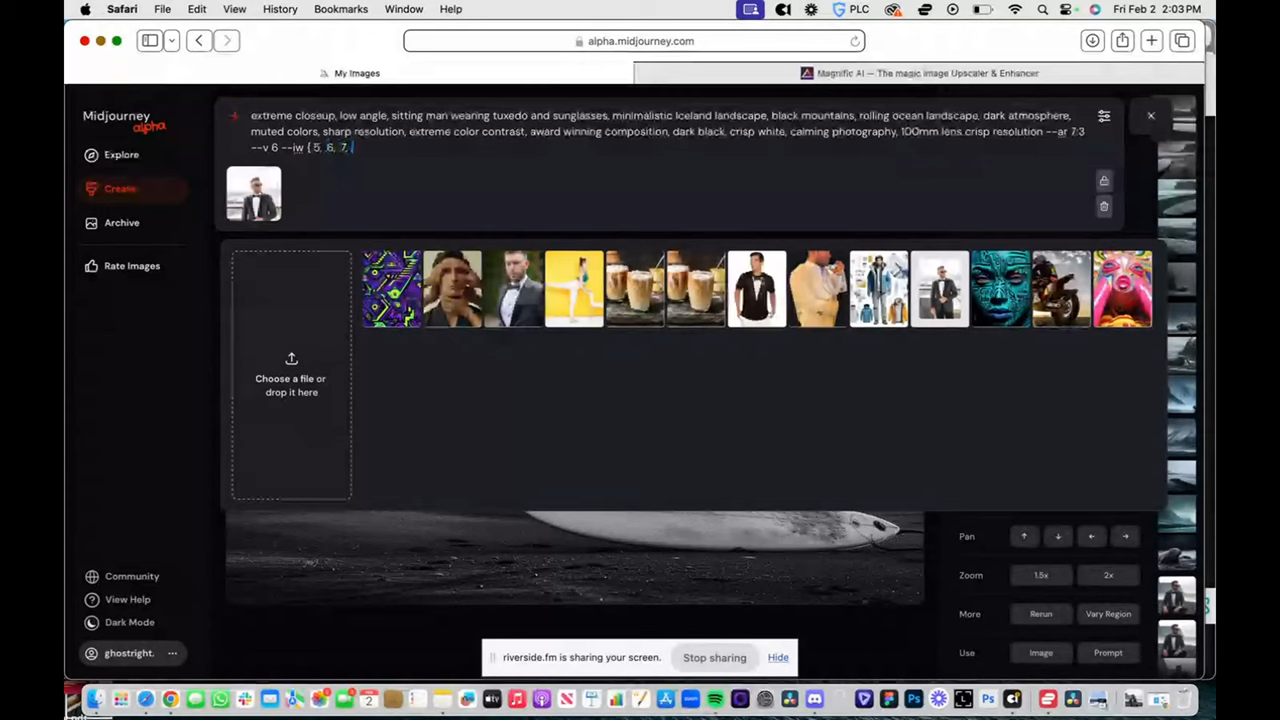 Safari File Edit View History Bookmarks Window Help PLC Fri Feb 2 2:03 PM
alpha.midjourney.com
My Images
Magnific AI — The magic image Upscaler & Enhancer
Midjourney
alpha
Explore
Create
Archive
Rate Images
extreme closeup, low angle, sitting man wearing tuxedo and sunglasses, minimalistic Iceland landscape, black mountains, rolling ocean landscape, dark atmosphere,
muted colors, sharp resolution, extreme color contrast, award winning composition, dark black, crisp white, calming photography, 100mm lens crisp resolution --ar 7:3
--v 6 --iw { 5, 6, 7,
Choose a file or
drop it here
Pan
Zoom 1.5x 2x
More Rerun Vary Region
Use Image Prompt
Community
View Help
Dark Mode
ghostright.
riverside.fm is sharing your screen. Stop sharing Hide